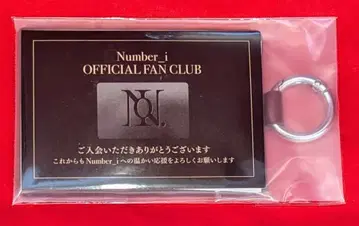 Number_i
OFFICIAL FAN CLUB
ご入会いただきありがとうございます
これからもNumber_iへの温かい応援をよろしくお願いします